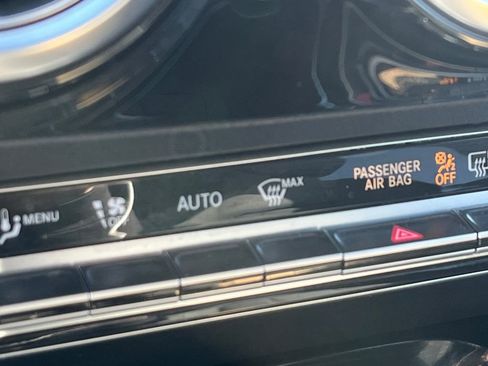 MENU
AUTO
MAX
PASSENGER
AIR BAG
OFF